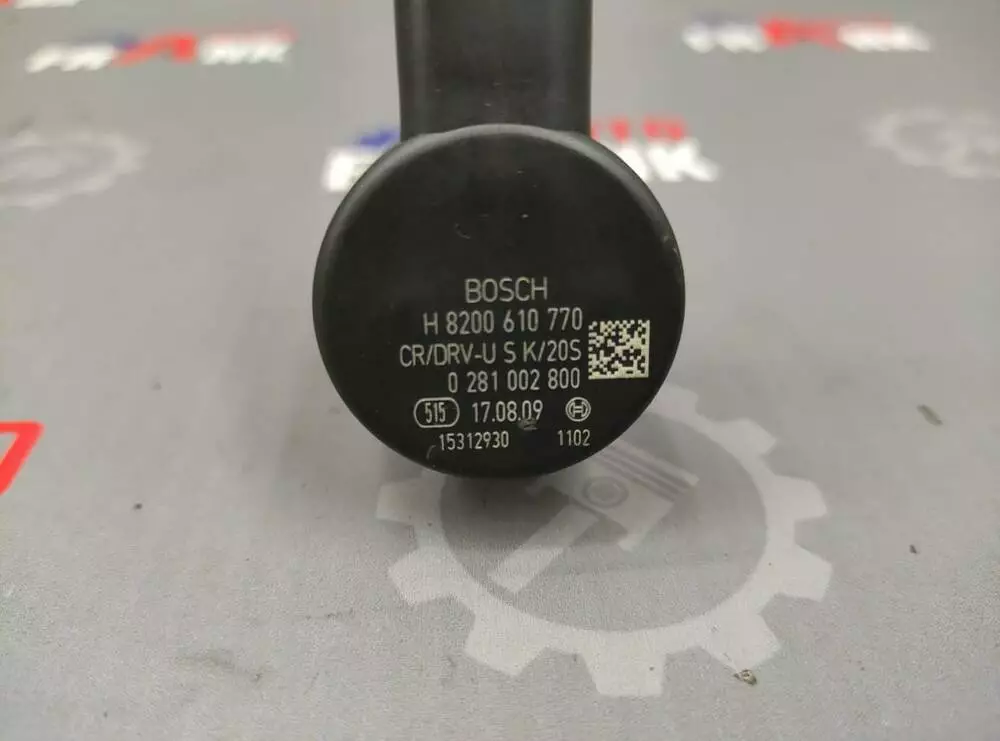 BOSCH
H 8200 610 770
CR/DRV-U S K/20S
0 281 002 800
515 17.08.09
15312930 1102